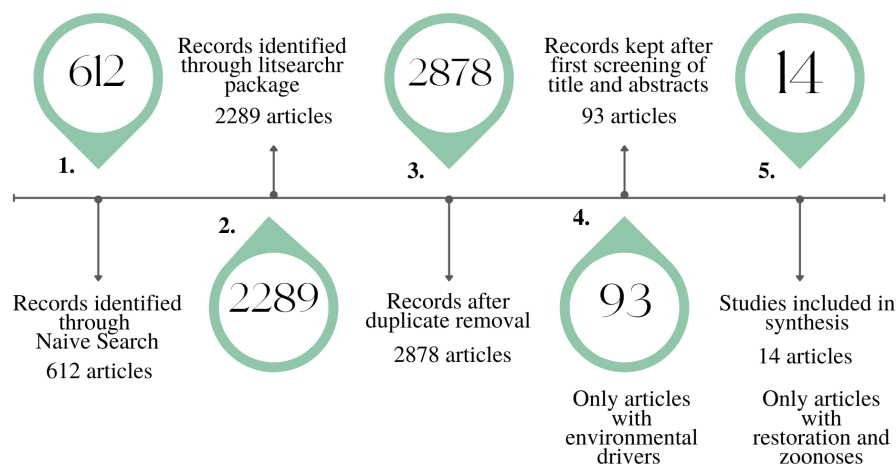 612
1.
Records identified
through
Naive Search
612 articles
Records identified
through litsearchr
package
2289 articles
2.
2289
2878
3.
Records after
duplicate removal
2878 articles
Records kept after
first screening of
title and abstracts
93 articles
4.
93
Only articles
with
environmental
drivers
14
5.
Studies included in
synthesis
14 articles
Only articles
with
restoration and
zoonoses